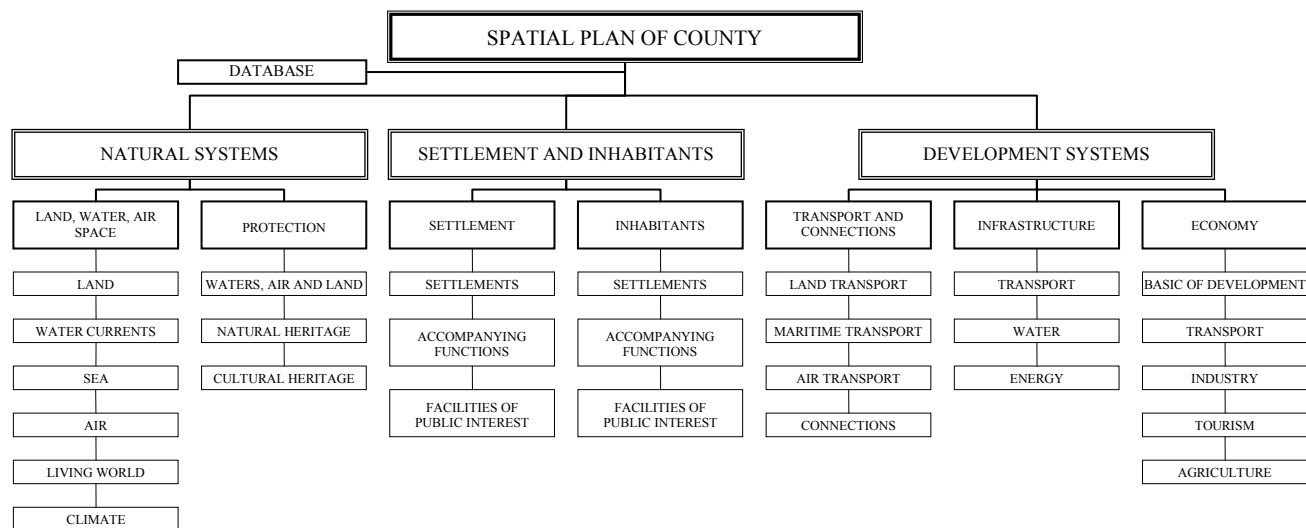 SPATIAL PLAN OF COUNTY
DATABASE
NATURAL SYSTEMS
SETTLEMENT AND INHABITANTS
DEVELOPMENT SYSTEMS
LAND, WATER, AIR
SPACE
PROTECTION
SETTLEMENT
INHABITANTS
TRANSPORT AND
CONNECTIONS
INFRASTRUCTURE
ECONOMY
LAND
WATERS, AIR AND LAND
SETTLEMENTS
SETTLEMENTS
LAND TRANSPORT
TRANSPORT
BASIC OF DEVELOPMENT
WATER CURRENTS
NATURAL HERITAGE
ACCOMPANYING
FUNCTIONS
ACCOMPANYING
FUNCTIONS
MARITIME TRANSPORT
WATER
TRANSPORT
SEA
CULTURAL HERITAGE
AIR TRANSPORT
ENERGY
INDUSTRY
AIR
FACILITIES OF
PUBLIC INTEREST
FACILITIES OF
PUBLIC INTEREST
CONNECTIONS
TOURISM
LIVING WORLD
AGRICULTURE
CLIMATE